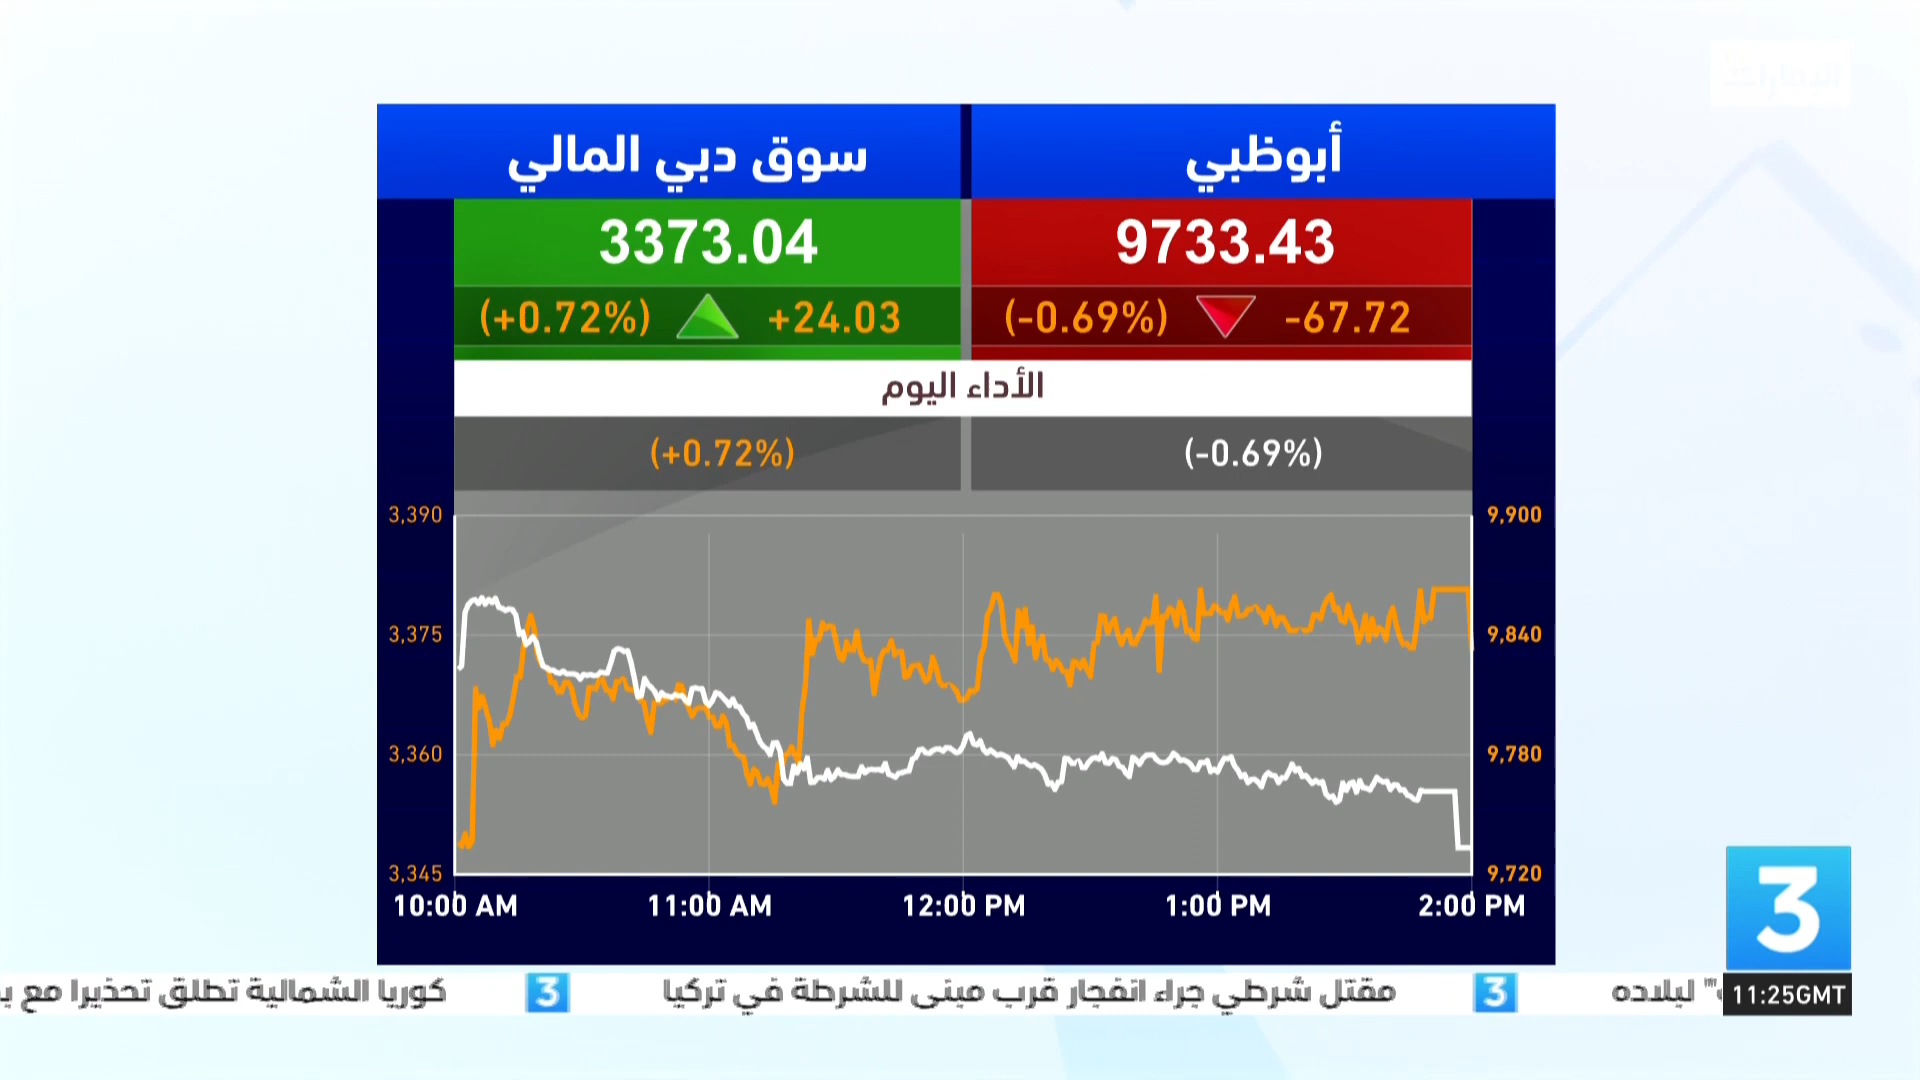 أبوظبي
سوق دبي المالي
9733.43
3373.04
(-0.69%) -67.72
(+0.72%) +24.03
الأداء اليوم
(-0.69%)
(+0.72%)
3,390
3,375
3,360
3,345
9,900
9,840
9,780
9,720
10:00 AM
11:00 AM
12:00 PM
1:00 PM
2:00 PM
3
11:25GMT
لبلاده 3 مقتل شرطي جراء انفجار قرب مبنى للشرطة في تركيا 3 كوريا الشمالية تطلق تحذيرا مع